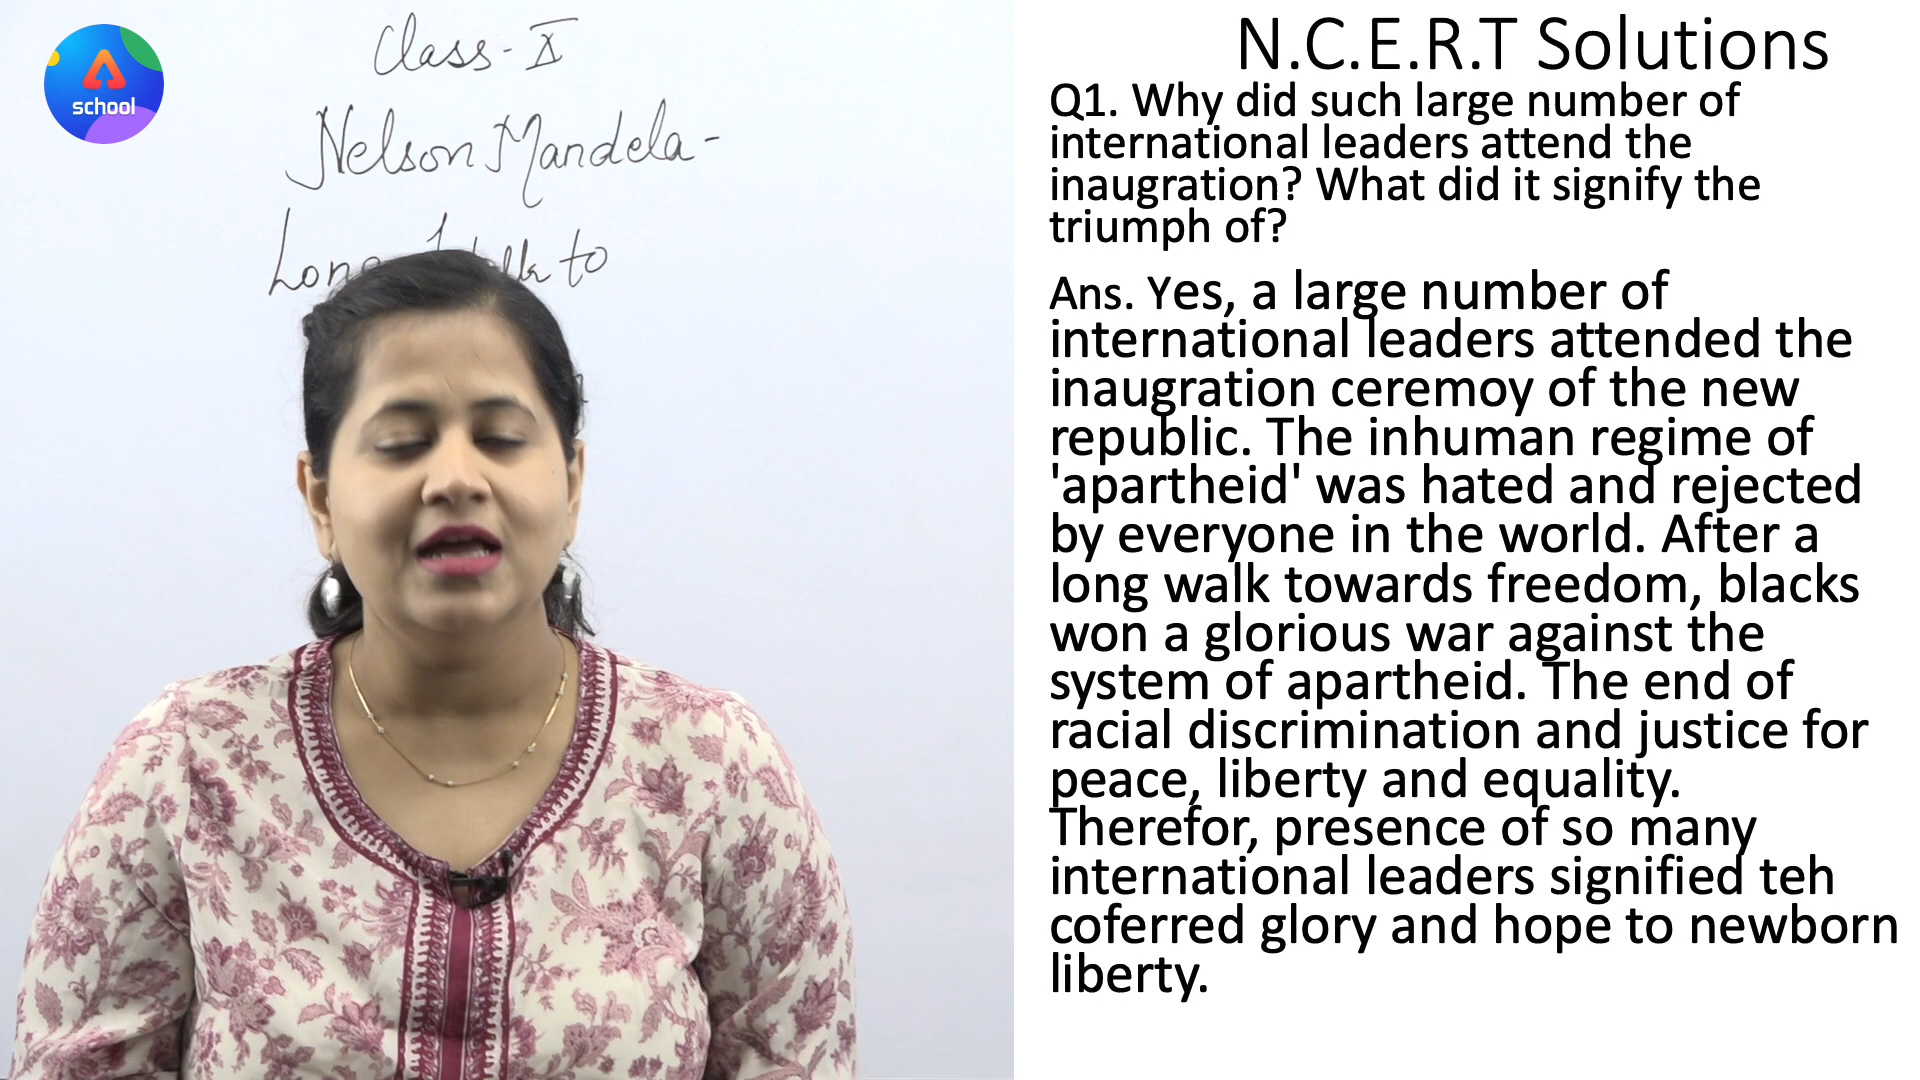 school
Class - X
Nelson Mandela -
to
N.C.E.R.T Solutions
Q1. Why did such large number of
international leaders attend the
inaugration? What did it signify the
triumph of?
Ans. Yes, a large number of
international leaders attended the
inaugration ceremoy of the new
republic. The inhuman regime of
'apartheid' was hated and rejected
by everyone in the world. After a
long walk towards freedom, blacks
won a glorious war against the
system of apartheid. The end of
racial discrimination and justice for
peace, liberty and equality.
Therefor, presence of so many
international leaders signified teh
coferred glory and hope to newborn
liberty.